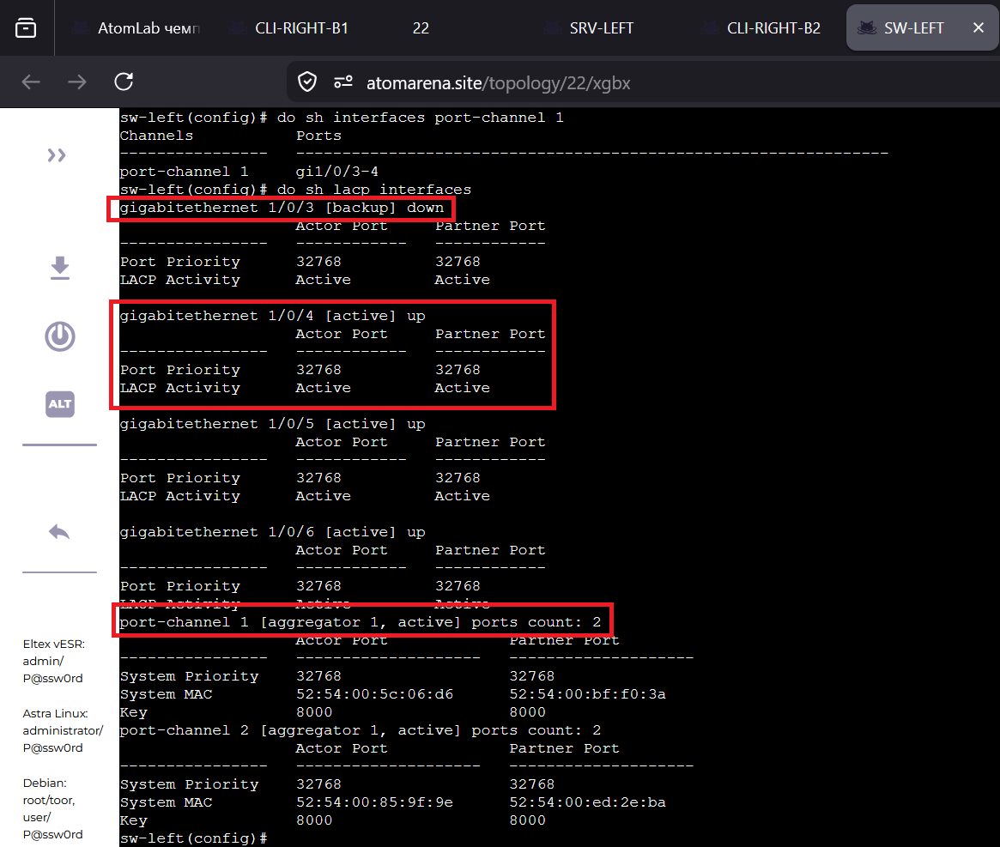 AtomLab чемп
CLI-RIGHT-B1
22
SRV-LEFT
CLI-RIGHT-B2
SW-LEFT
atomarena.site/topology/22/xgbx
sw-left(config)# do sh interfaces port-channel 1
Channels Ports
---------------- ----------------------------------------------------------------
port-channel 1 gi1/0/3-4
sw-left(config)# do sh lacp interfaces
gigabitethernet 1/0/3 [backup] down
Actor Port Partner Port
---------------- ------------ ------------
Port Priority 32768 32768
LACP Activity Active Active
gigabitethernet 1/0/4 [active] up
Actor Port Partner Port
---------------- ------------ ------------
Port Priority 32768 32768
LACP Activity Active Active
gigabitethernet 1/0/5 [active] up
Actor Port Partner Port
---------------- ------------ ------------
Port Priority 32768 32768
LACP Activity Active Active
gigabitethernet 1/0/6 [active] up
Actor Port Partner Port
---------------- ------------ ------------
Port Priority 32768 32768
LACP Activity Active Active
port-channel 1 [aggregator 1, active] ports count: 2
Actor Port Partner Port
---------------- -------------------- --------------------
System Priority 32768 32768
System MAC 52:54:00:5c:06:d6 52:54:00:bf:f0:3a
Key 8000 8000
port-channel 2 [aggregator 1, active] ports count: 2
Actor Port Partner Port
---------------- -------------------- --------------------
System Priority 32768 32768
System MAC 52:54:00:85:9f:9e 52:54:00:ed:2e:ba
Key 8000 8000
sw-left(config)#
ALT
Eltex vESR:
admin/
P@ssw0rd
Astra Linux:
administrator/
P@ssw0rd
Debian:
root/toor,
user/
P@ssw0rd